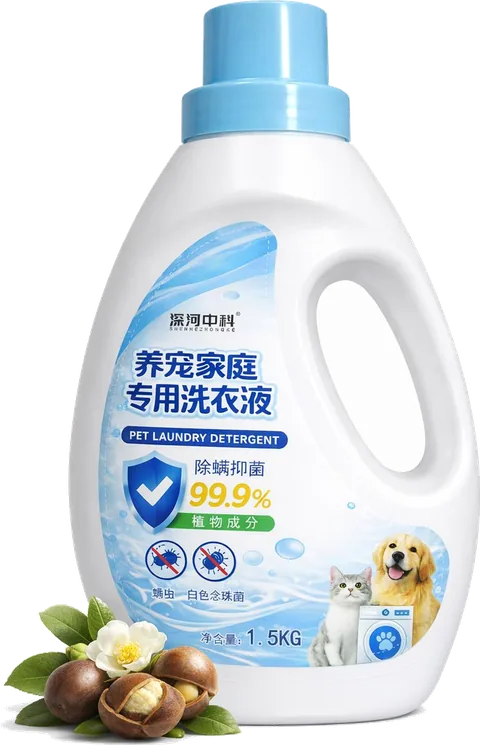 深河中科®
SHENHEZHONGKE
养宠家庭
专用洗衣液
PET LAUNDRY DETERGENT
除螨抑菌
99.9%
植物成分
螨虫 白色念珠菌
净含量: 1.5KG